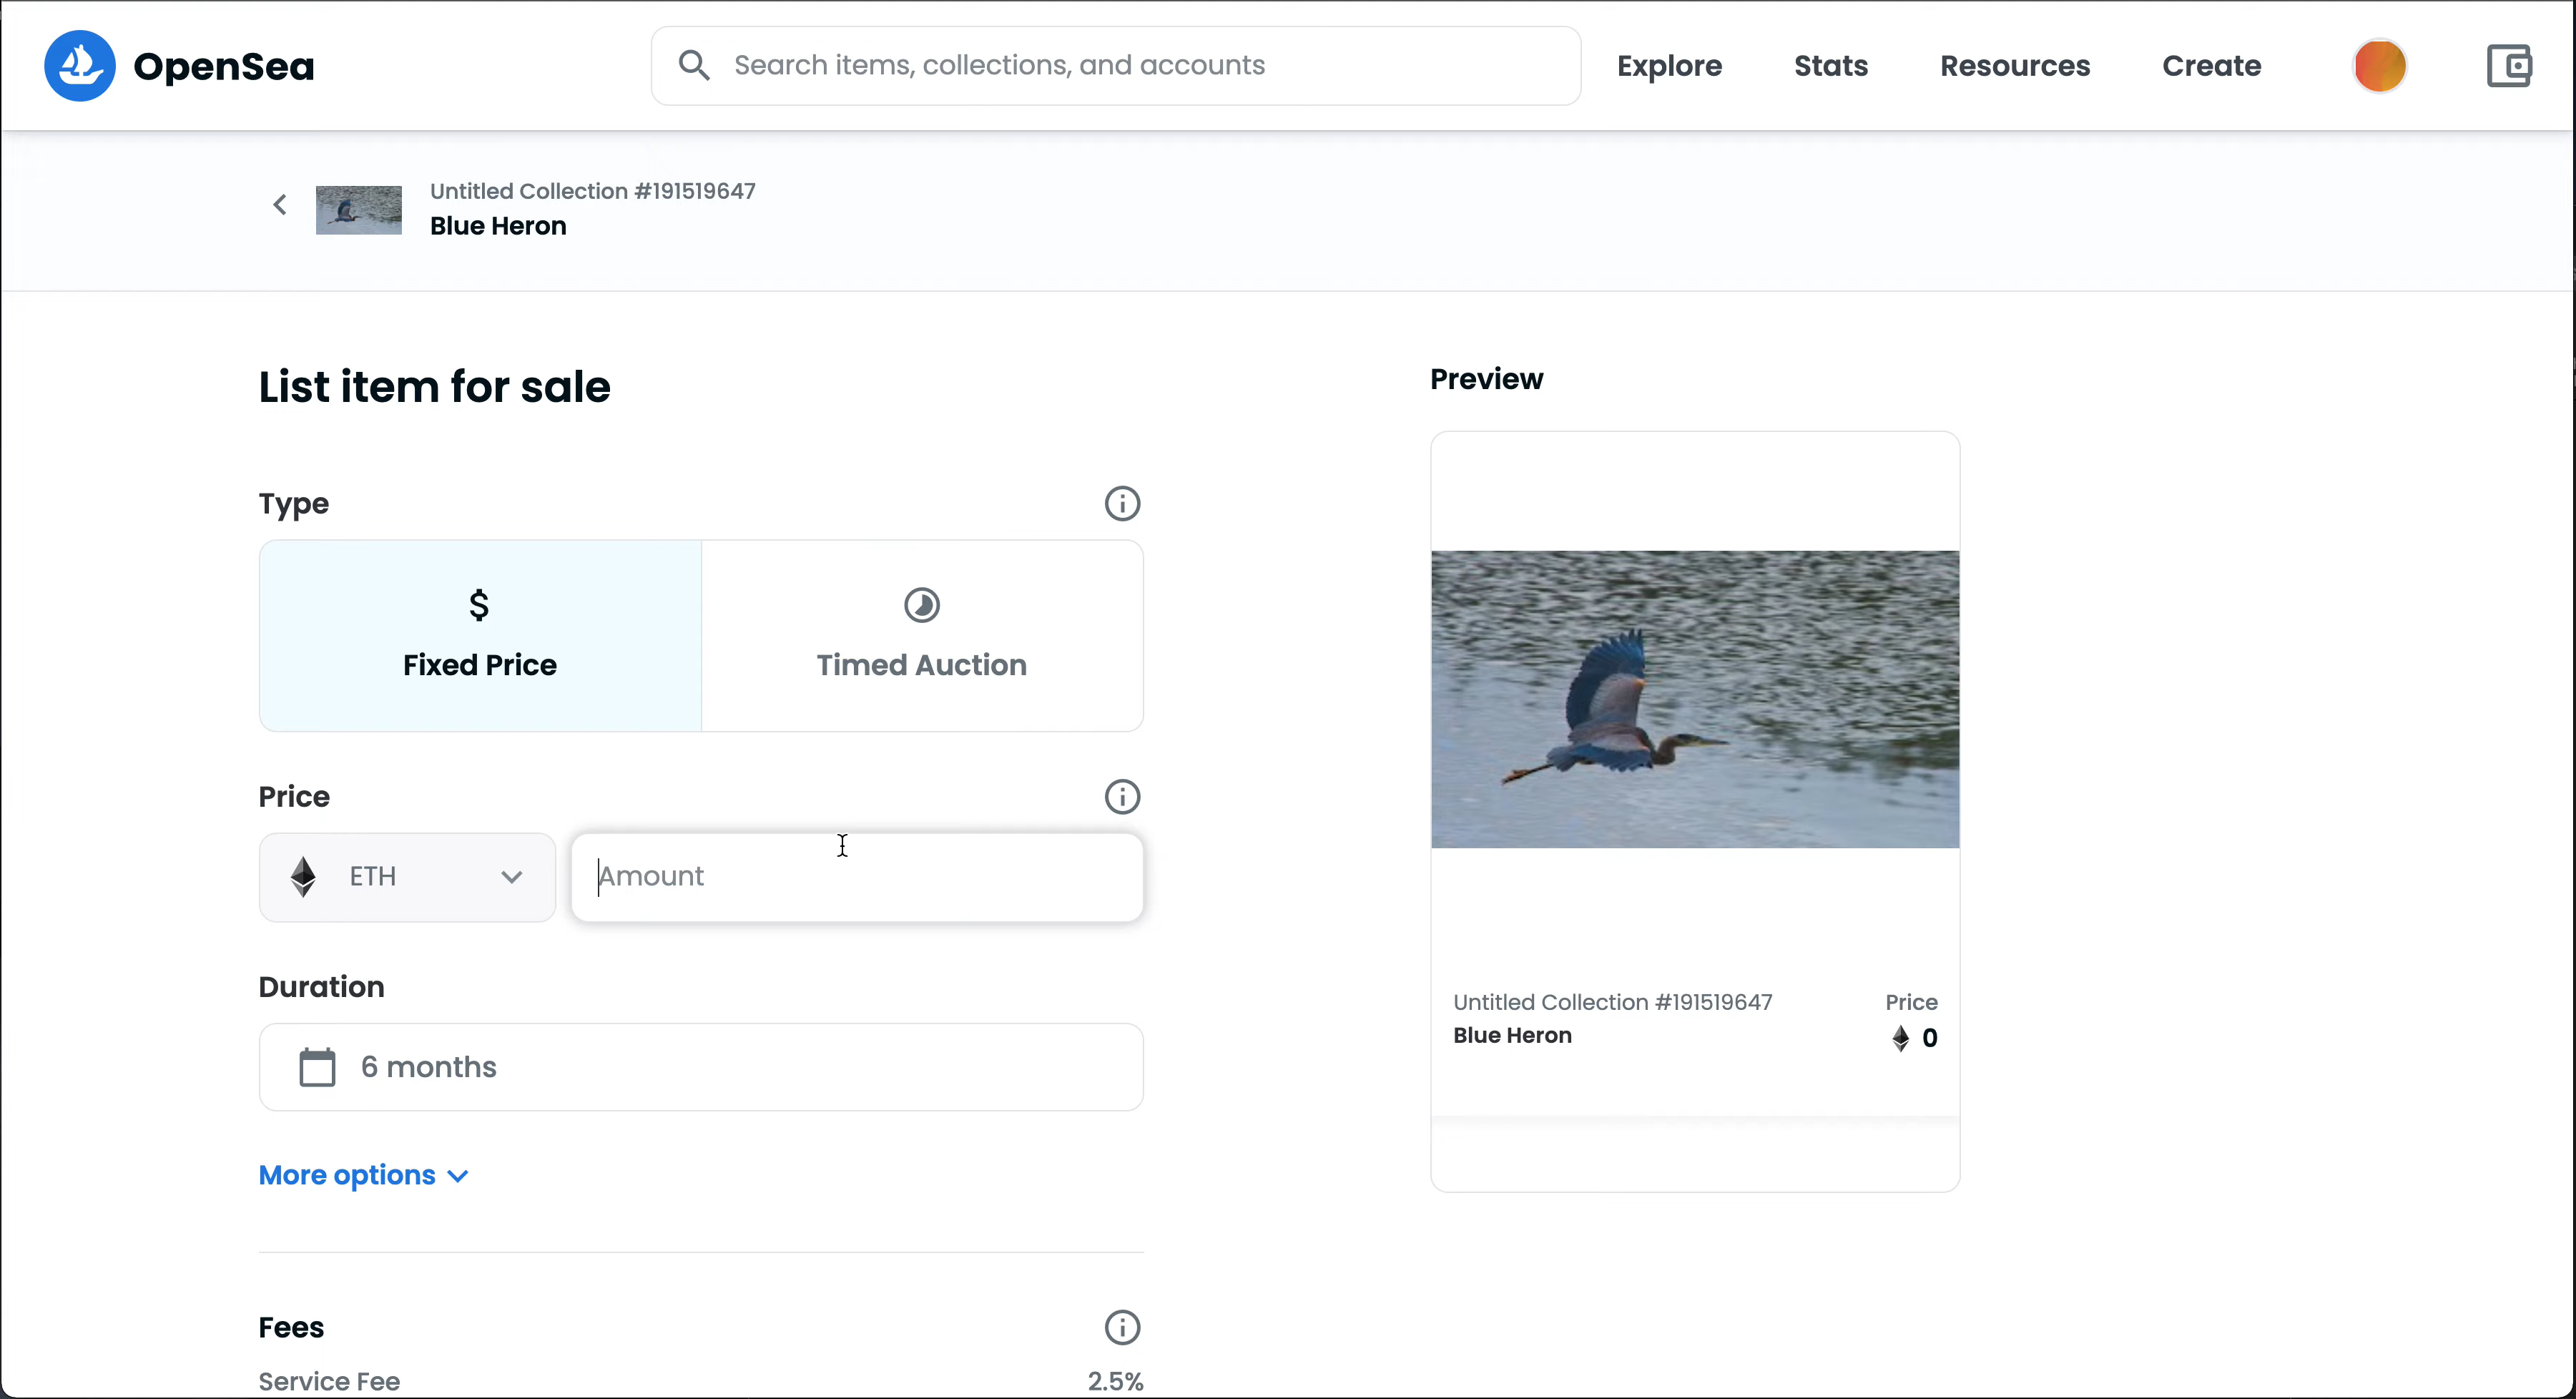 OpenSea
Search items, collections, and accounts
Explore
Stats
Resources
Create
Untitled Collection #191519647
Blue Heron
List item for sale
Type
$
Fixed Price
Timed Auction
Price
ETH
Amount
Duration
6 months
More options
Fees
Service Fee
2.5%
Preview
Untitled Collection #191519647
Price
Blue Heron
0